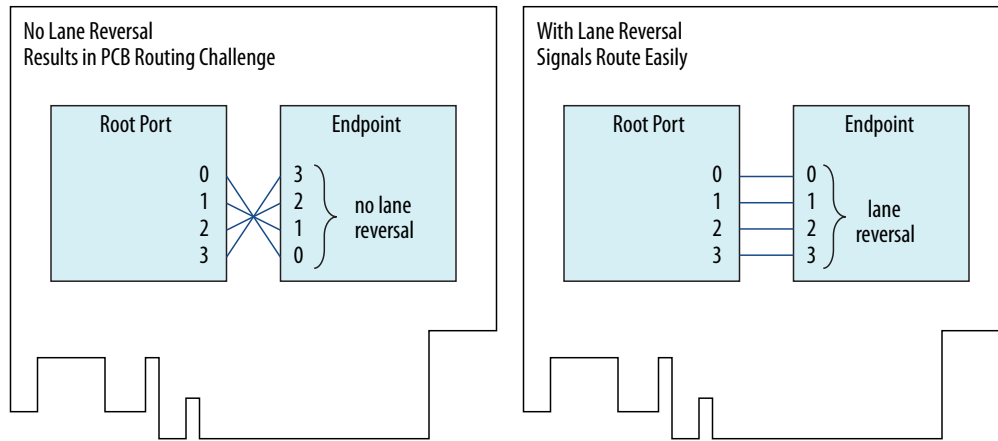 No Lane Reversal
Results in PCB Routing Challenge
Root Port
Endpoint
0
3
1
2
2
1
3
0
no lane
reversal
With Lane Reversal
Signals Route Easily
Root Port
Endpoint
0
0
1
1
2
2
3
3
lane
reversal